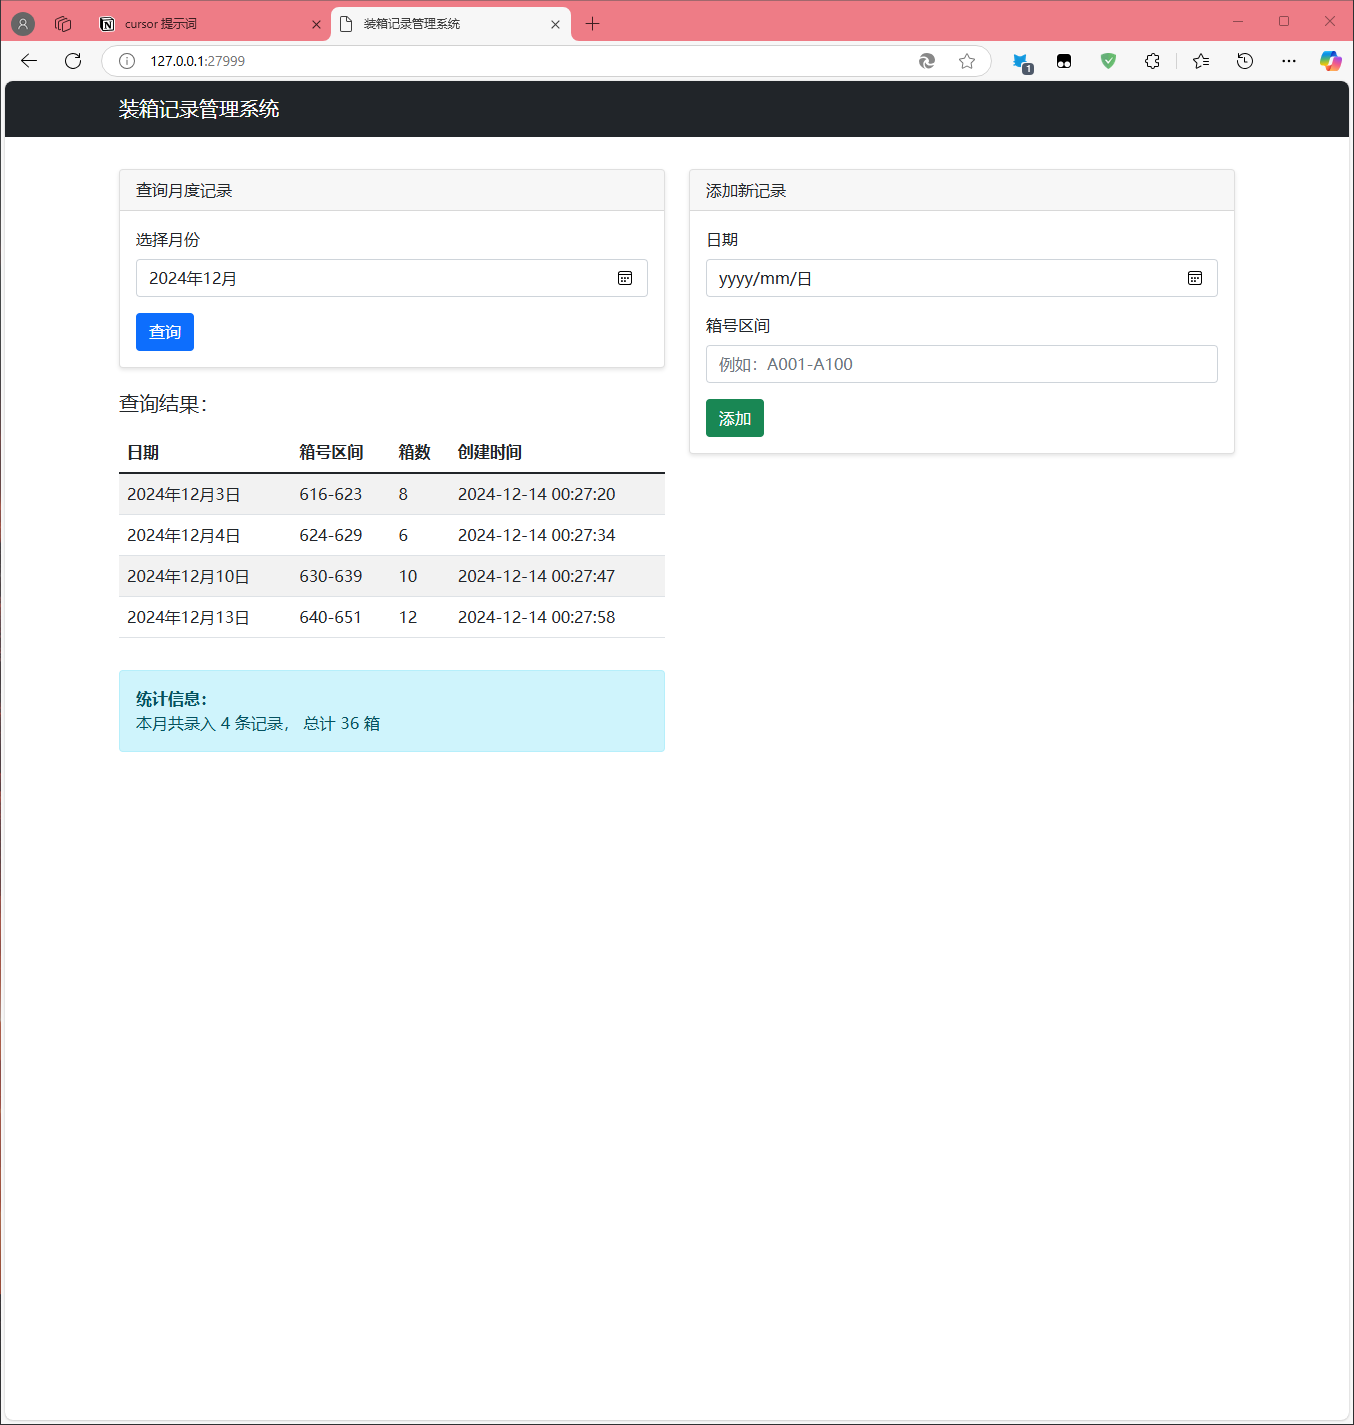 cursor 提示词
装箱记录管理系统
127.0.0.1:27999
1
装箱记录管理系统
查询月度记录
选择月份
2024年12月
查询
查询结果：
日期 箱号区间 箱数 创建时间
2024年12月3日 616-623 8 2024-12-14 00:27:20
2024年12月4日 624-629 6 2024-12-14 00:27:34
2024年12月10日 630-639 10 2024-12-14 00:27:47
2024年12月13日 640-651 12 2024-12-14 00:27:58
统计信息：
本月共录入 4 条记录， 总计 36 箱
添加新记录
日期
yyyy/mm/日
箱号区间
例如：A001-A100
添加